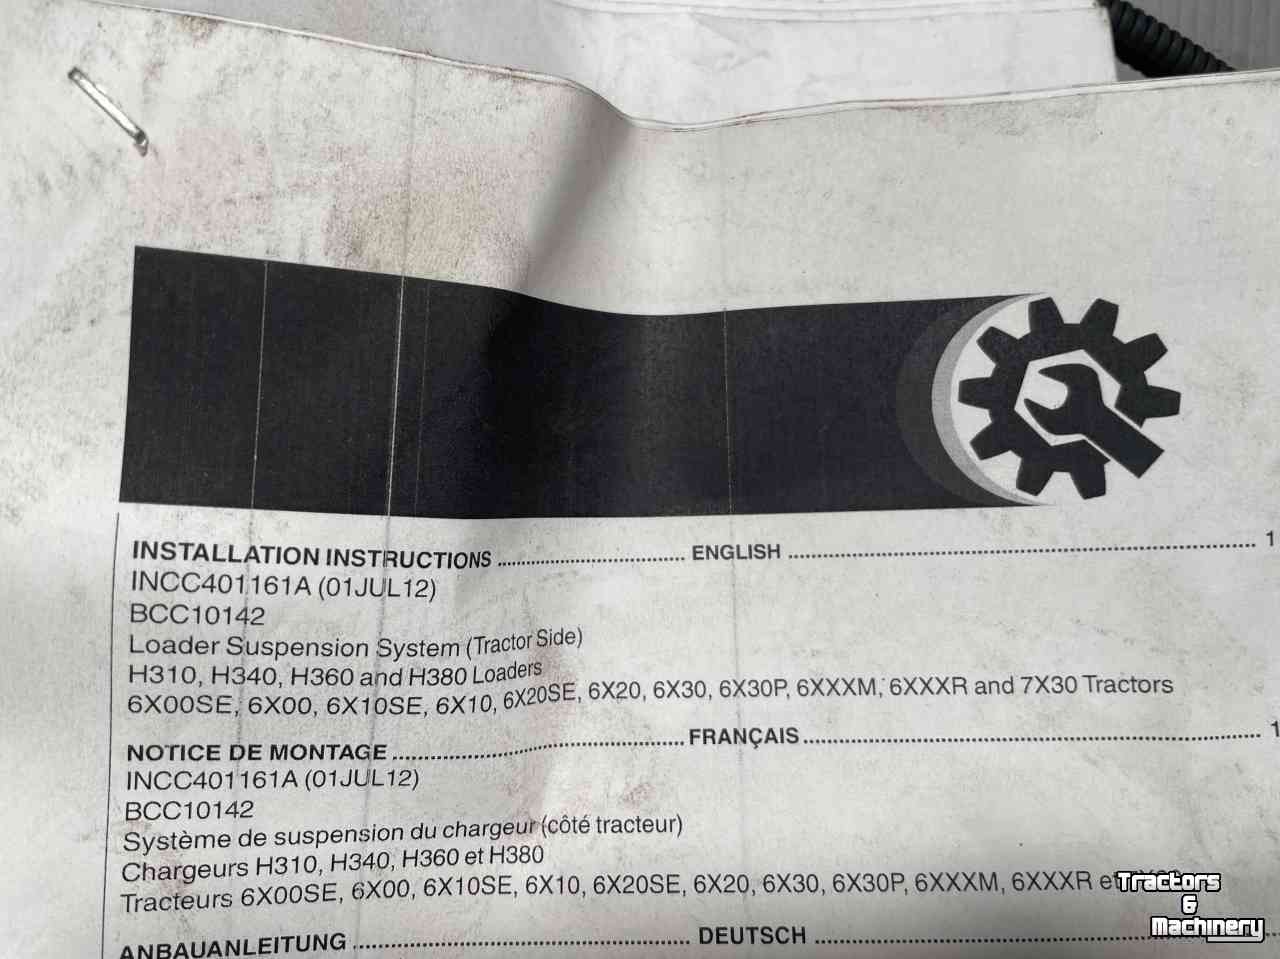 INSTALLATION INSTRUCTIONS ENGLISH 1
INCC401161A (01JUL12)
BCC10142
Loader Suspension System (Tractor Side)
H310, H340, H360 and H380 Loaders
6X00SE, 6X00, 6X10SE, 6X10, 6X20SE, 6X20, 6X30, 6X30P, 6XXXM, 6XXXR and 7X30 Tractors
NOTICE DE MONTAGE FRANÇAIS 1
INCC401161A (01JUL12)
BCC10142
Système de suspension du chargeur (côté tracteur)
Chargeurs H310, H340, H360 et H380
Tracteurs 6X00SE, 6X00, 6X10SE, 6X10, 6X20SE, 6X20, 6X30, 6X30P, 6XXXM, 6XXXR et
ANBAUANLEITUNG DEUTSCH
Tractors
&
Machinery